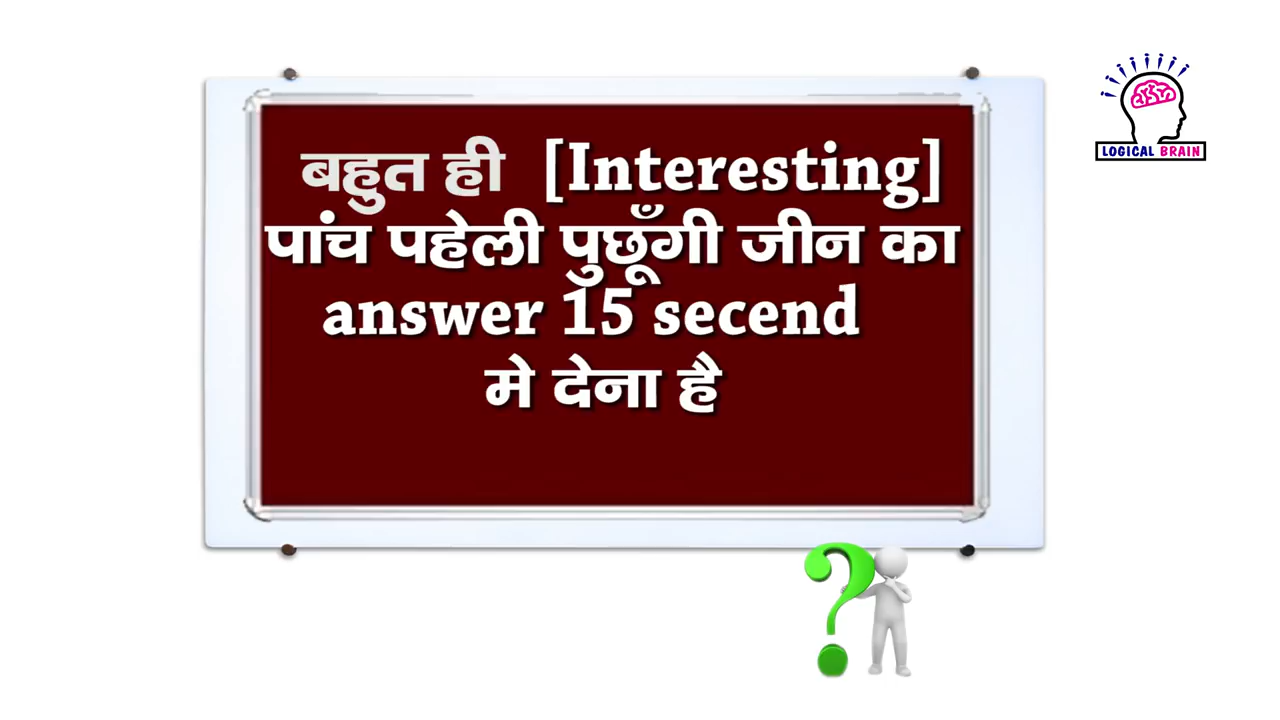 बहुत ही [Interesting]
पांच पहेली पुछूँगी जीन का
answer 15 secend
मे देना है
LOGICAL BRAIN